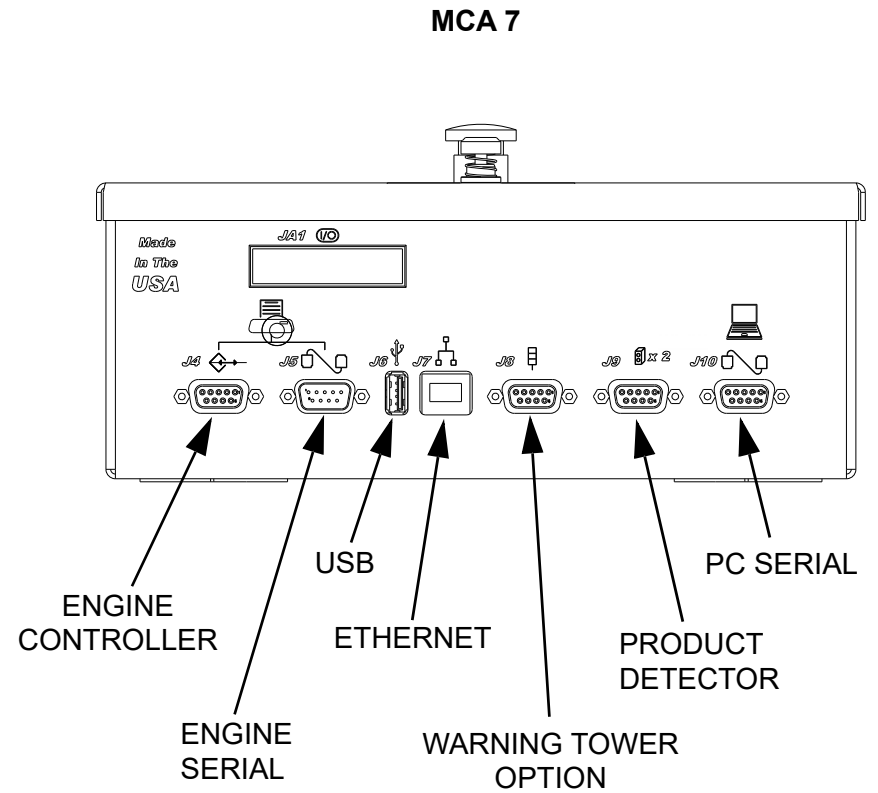 MCA 7
JA1 I/O
Made
In The
USA
J4
J5
J6
J7
J8
J9 x 2
J10
USB
PC SERIAL
ENGINE
CONTROLLER
ETHERNET
PRODUCT
DETECTOR
ENGINE
SERIAL
WARNING TOWER
OPTION